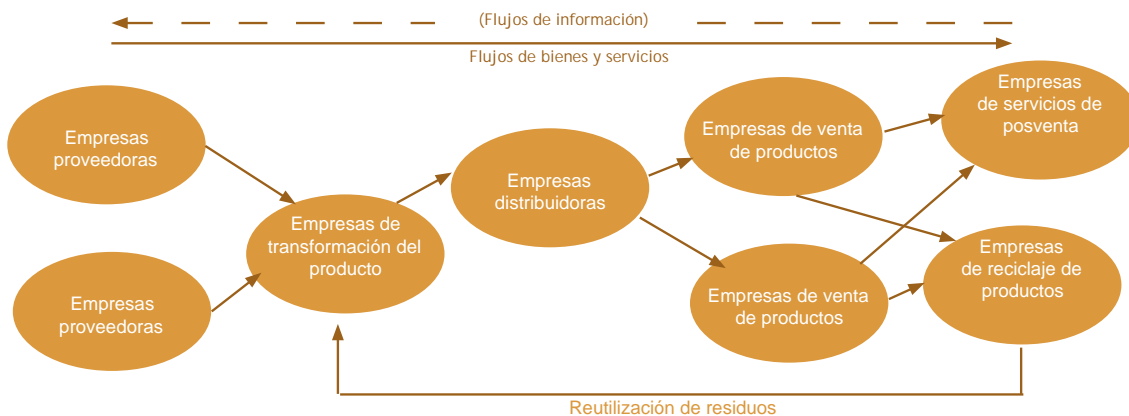 (Flujos de información)
Flujos de bienes y servicios
Empresas
proveedoras
Empresas
proveedoras
Empresas de
transformación del
producto
Empresas
distribuidoras
Empresas de venta
de productos
Empresas de venta
de productos
Empresas
de servicios de
posventa
Empresas
de reciclaje de
productos
Reutilización de residuos